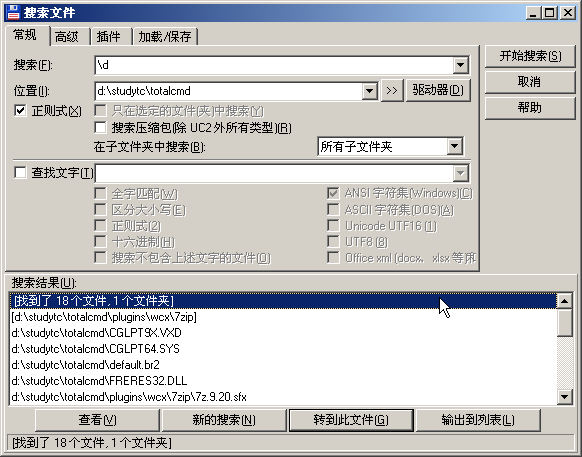 搜索文件
常规 高级 插件 加载/保存
搜索(F): \d 开始搜索(S)
位置(I): d:\studytc\totalcmd >> 驱动器(D) 取消
正则式(X) 只在选定的文件(夹)中搜索(Y) 帮助
搜索压缩包(除 UC2 外所有类型)(R)
在子文件夹中搜索(B): 所有子文件夹
查找文字(T)
全字匹配(W) ANSI 字符集(Windows)(C)
区分大小写(E) ASCII 字符集(DOS)(A)
正则式(2) Unicode UTF16 (1)
十六进制(H) UTF8 (8)
搜索不包含上述文字的文件(O) Office xml (docx、xlsx 等)
搜索结果(U):
[找到了 18 个文件, 1 个文件夹]
[d:\studytc\totalcmd\plugins\wcx\7zip]
d:\studytc\totalcmd\CGLPT9X.VXD
d:\studytc\totalcmd\CGLPT64.SYS
d:\studytc\totalcmd\default.br2
d:\studytc\totalcmd\FRERES32.DLL
d:\studytc\totalcmd\plugins\wcx\7zip\7z.9.20.sfx
查看(V) 新的搜索(N) 转到此文件(G) 输出到列表(L)
[找到了 18 个文件, 1 个文件夹]